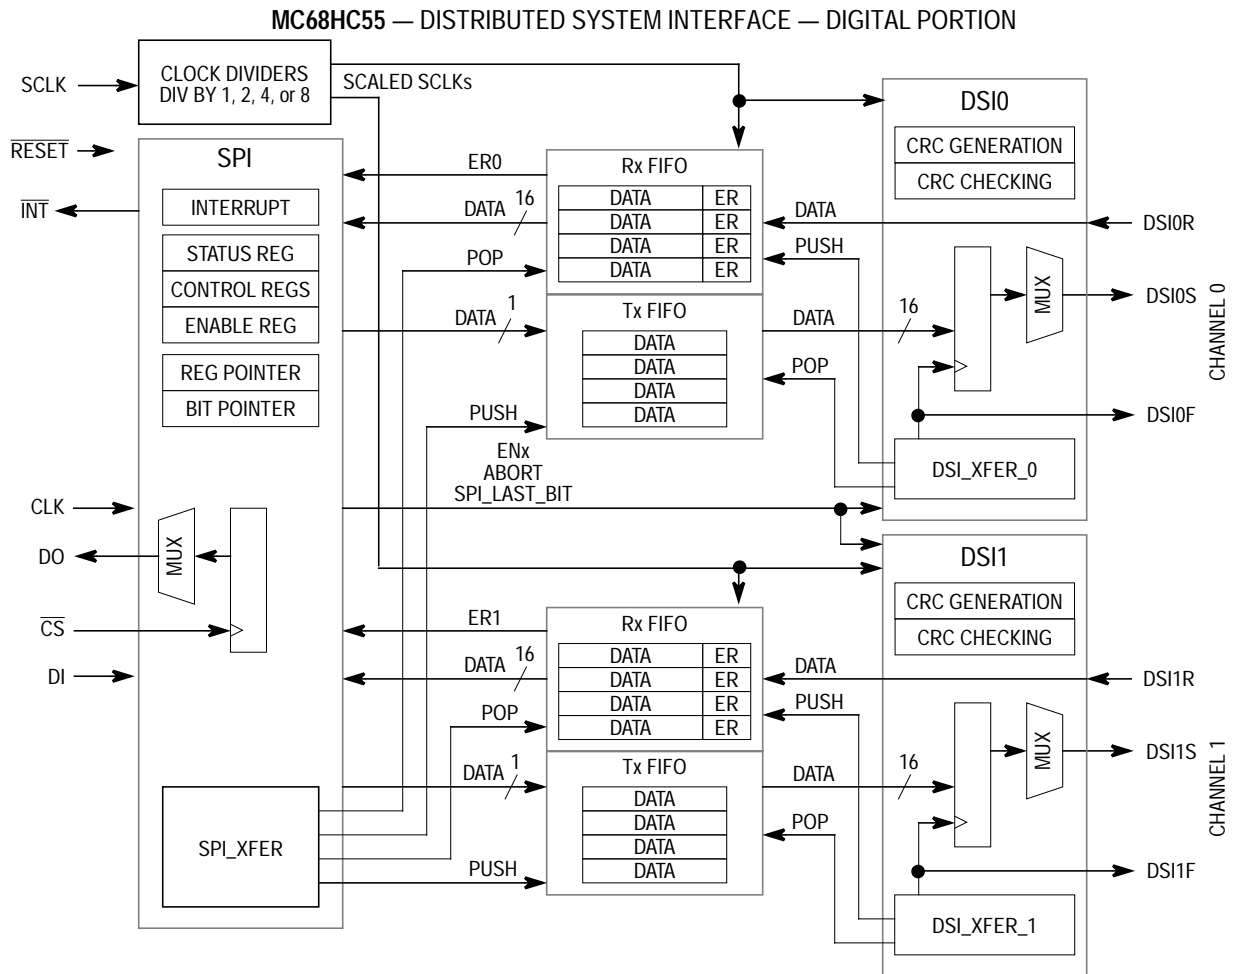 MC68HC55 — DISTRIBUTED SYSTEM INTERFACE — DIGITAL PORTION
SCLK
CLOCK DIVIDERS
DIV BY 1, 2, 4, or 8
SCALED SCLKs
RESET
INT
SPI
INTERRUPT
STATUS REG
CONTROL REGS
ENABLE REG
REG POINTER
BIT POINTER
CLK
DO
CS
DI
MUX
SPI_XFER
ER0
DATA
16
POP
DATA
1
PUSH
Rx FIFO
DATA ER
DATA ER
DATA ER
DATA ER
Tx FIFO
DATA
DATA
DATA
DATA
DATA
PUSH
DATA
16
POP
DSI0
CRC GENERATION
CRC CHECKING
MUX
DSI_XFER_0
DSI0R
DSI0S
DSI0F
CHANNEL 0
ENx
ABORT
SPI_LAST_BIT
ER1
DATA
16
POP
DATA
1
PUSH
Rx FIFO
DATA ER
DATA ER
DATA ER
DATA ER
Tx FIFO
DATA
DATA
DATA
DATA
DATA
PUSH
DATA
16
POP
DSI1
CRC GENERATION
CRC CHECKING
MUX
DSI_XFER_1
DSI1R
DSI1S
DSI1F
CHANNEL 1